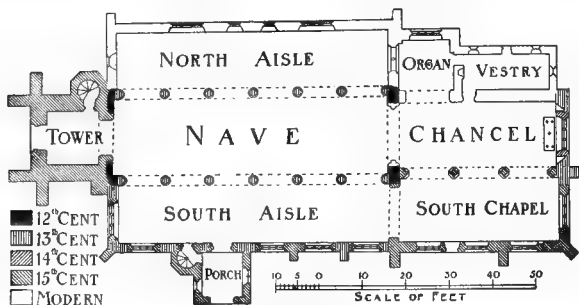 NORTH AISLE
ORGAN
VESTRY
TOWER
NAVE
CHANCEL
SOUTH AISLE
SOUTH CHAPEL
PORCH
12th CENT
13th CENT
14th CENT
15th CENT
MODERN
10 5 0 10 20 30 40 50
SCALE OF FEET